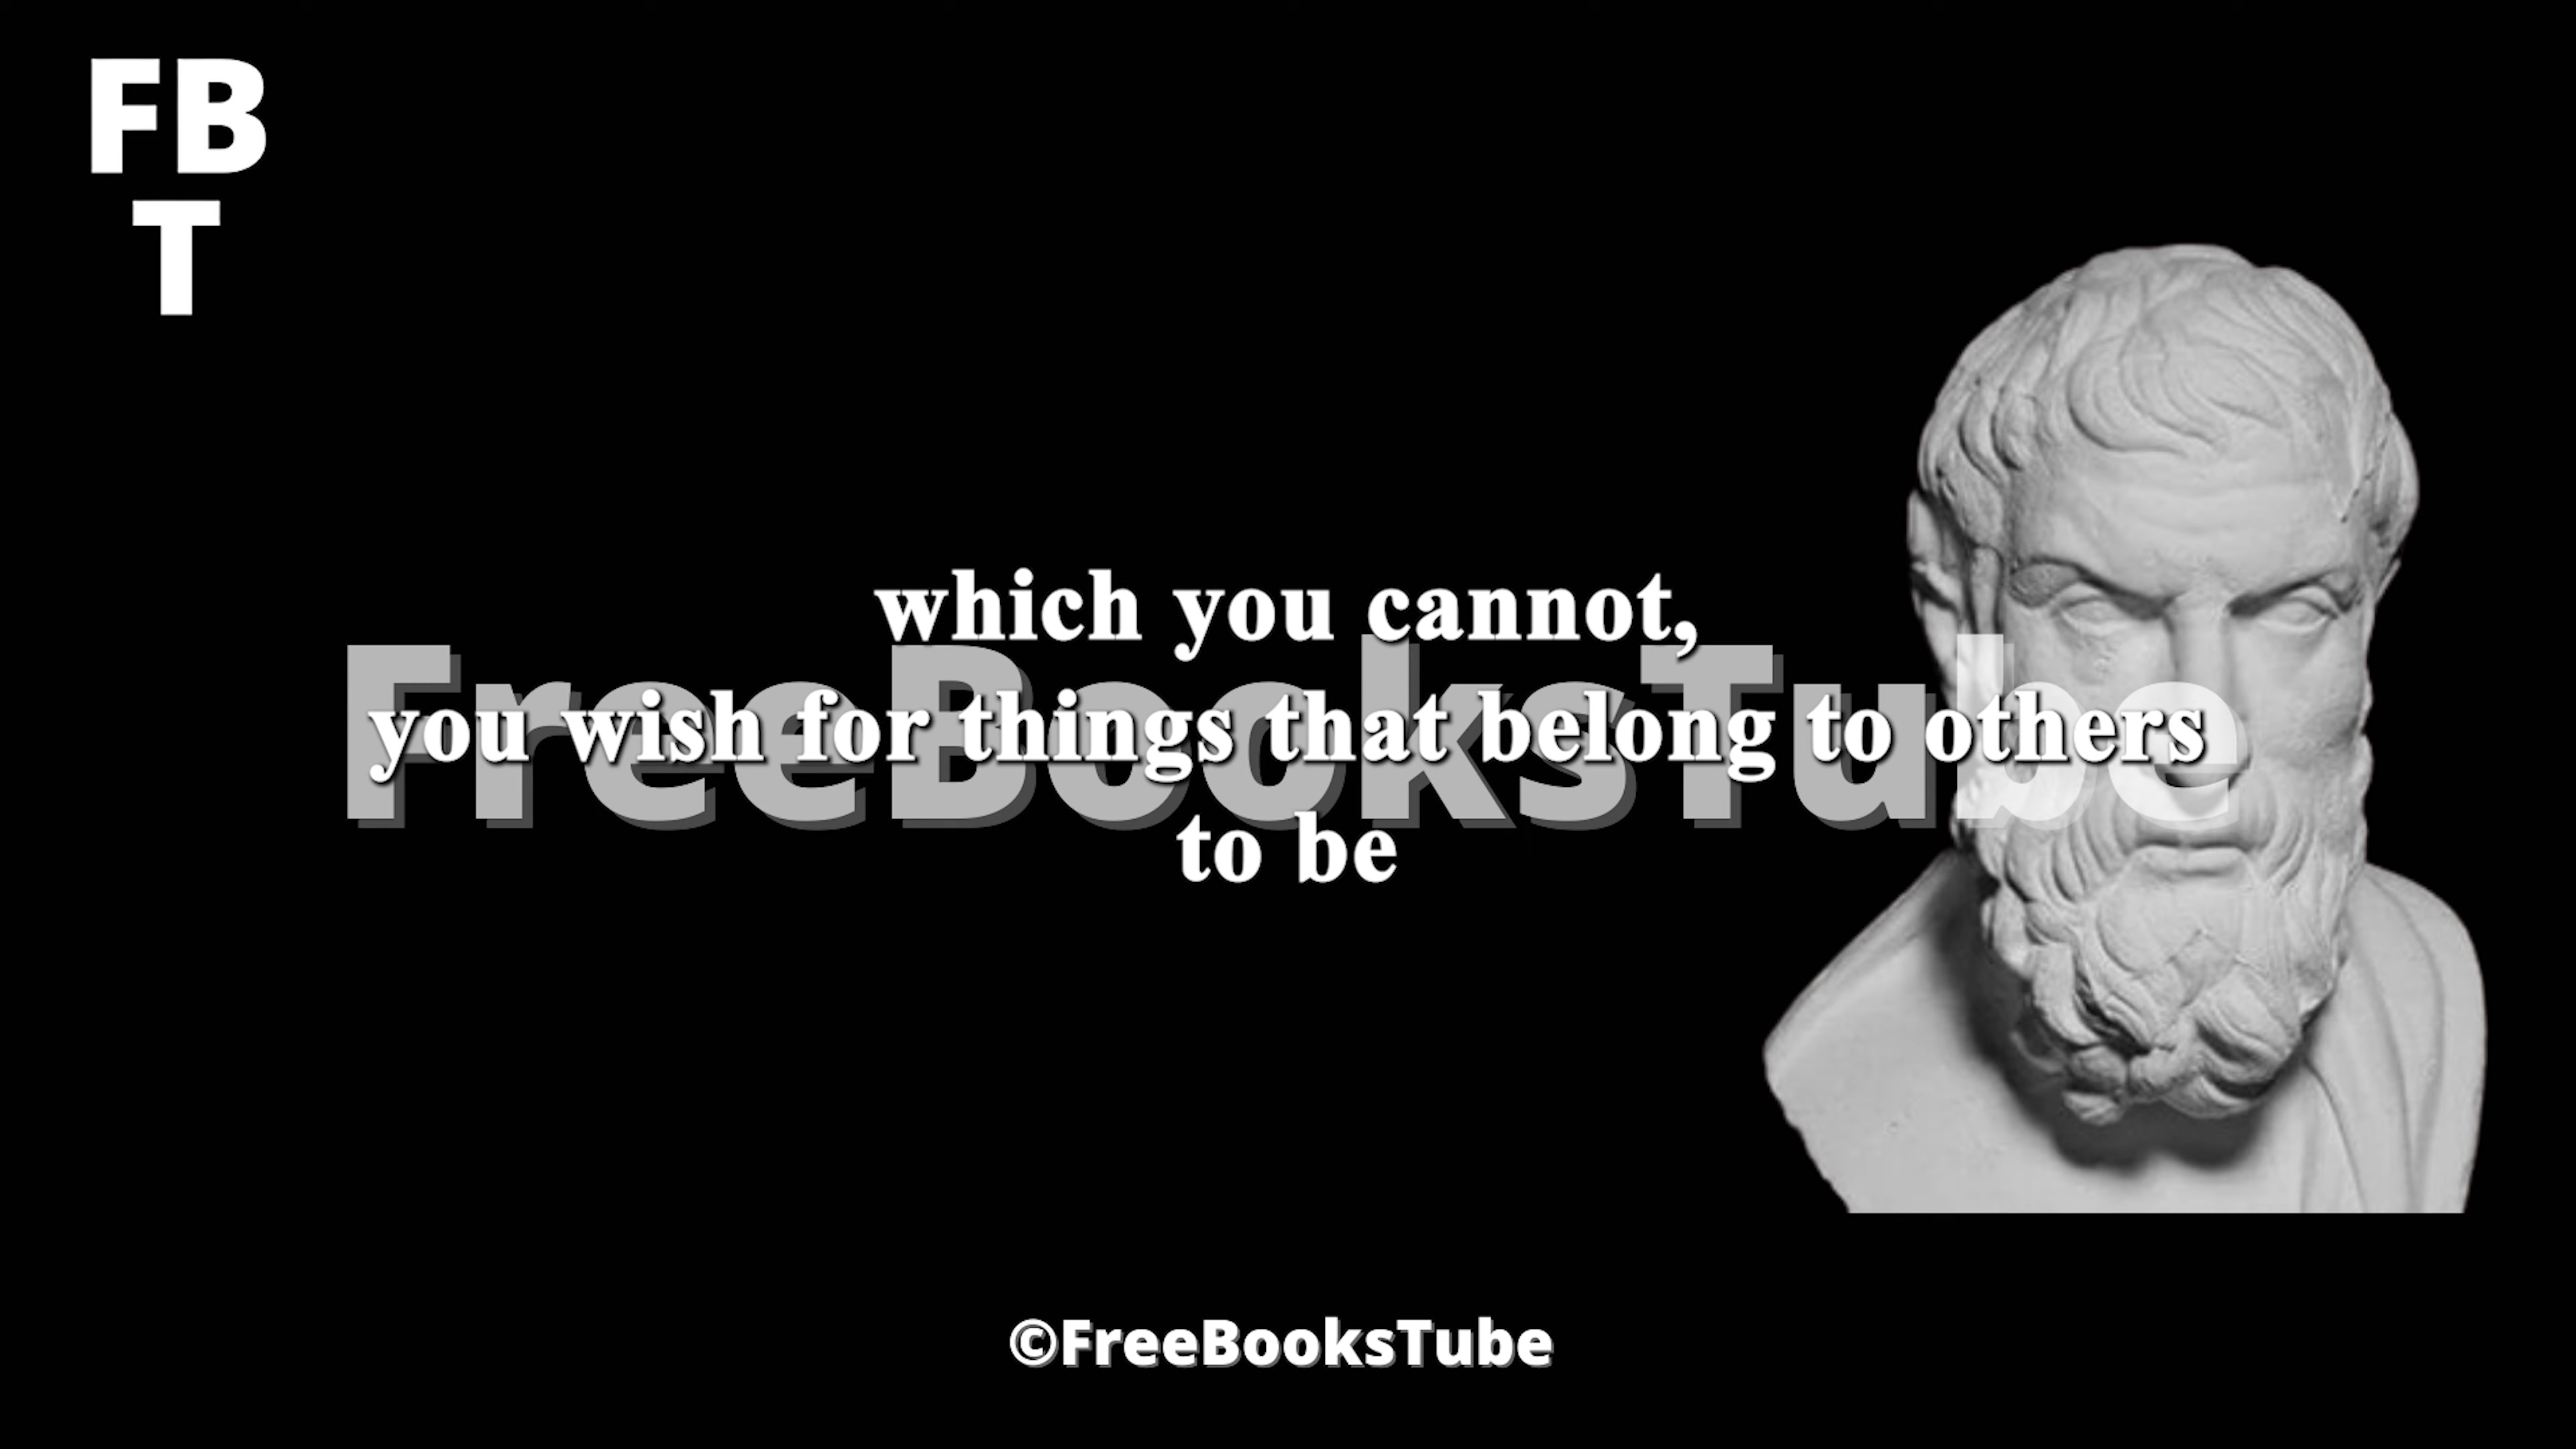 FB
T
which you cannot,
FreeBooksTube
you wish for things that belong to others
to be
©FreeBooksTube